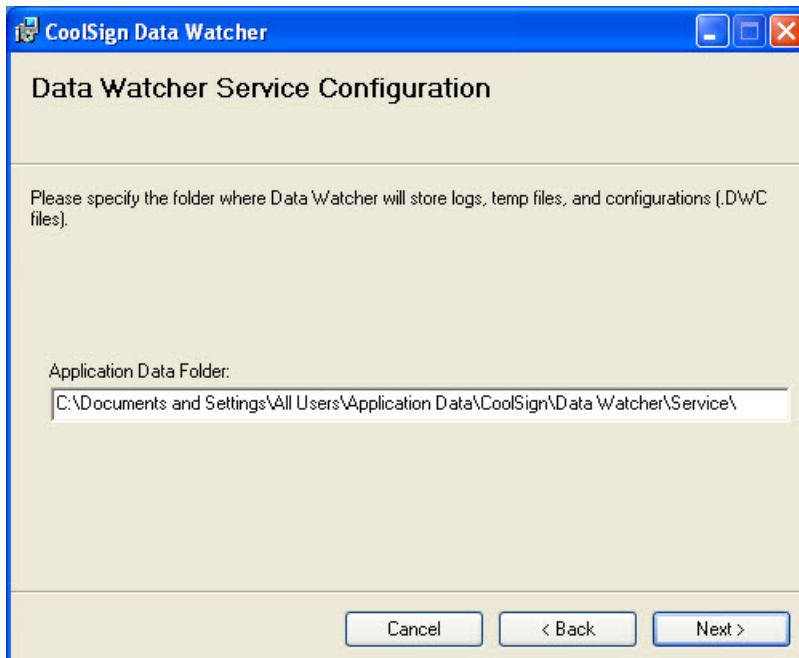 CoolSign Data Watcher
Data Watcher Service Configuration
Please specify the folder where Data Watcher will store logs, temp files, and configurations (.DWC
files).
Application Data Folder:
C:\Documents and Settings\All Users\Application Data\CoolSign\Data Watcher\Service\
Cancel
< Back
Next >